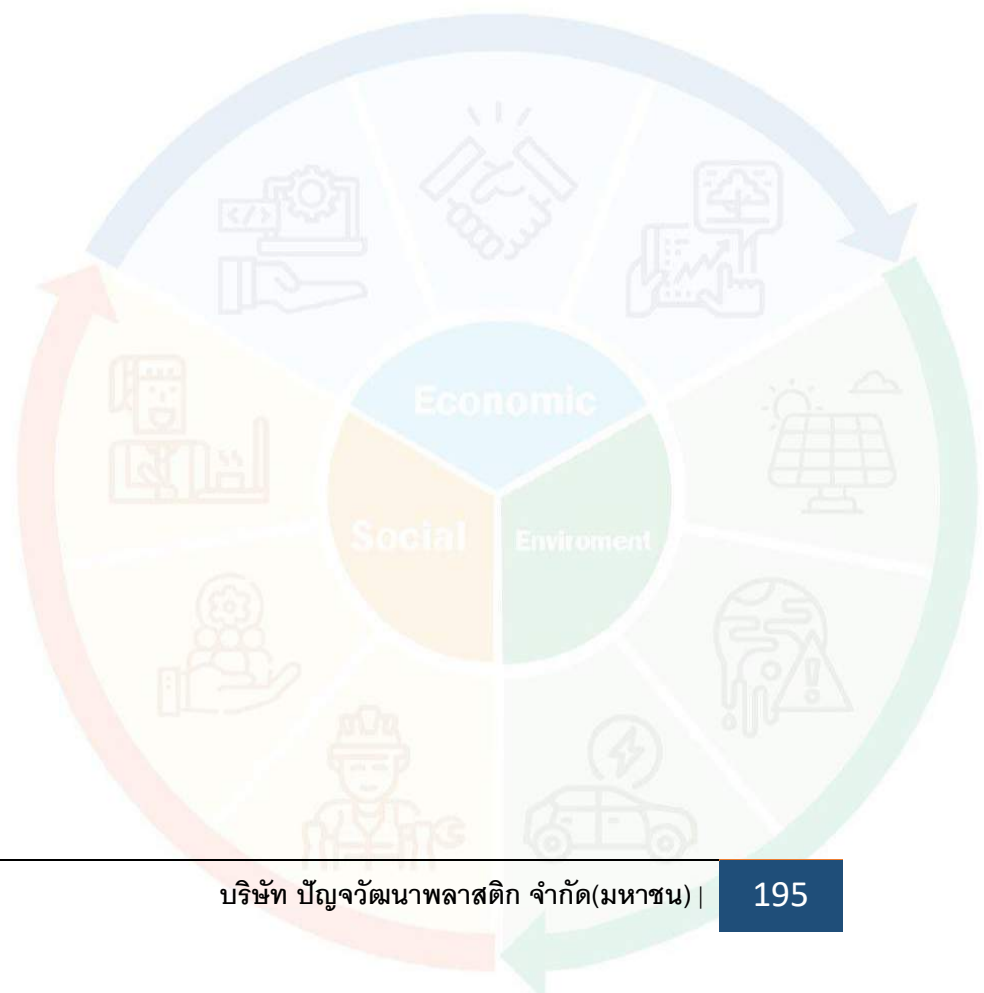 Economic
Social
Enviroment
</>
บริษัท ปัญจวัฒนาพลาสติก จำกัด(มหาชน) |
195